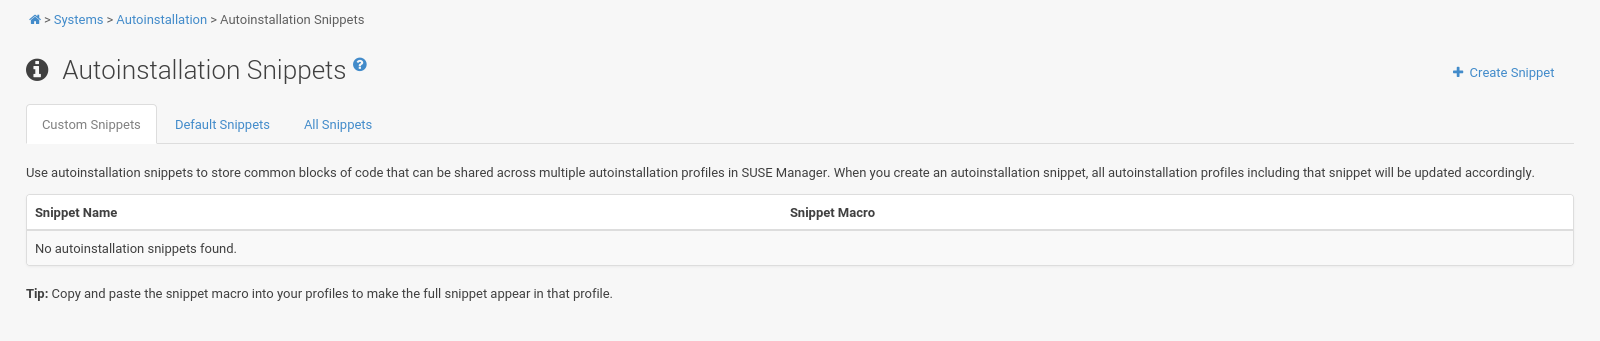 > Systems > Autoinstallation > Autoinstallation Snippets
Autoinstallation Snippets
Create Snippet
Custom Snippets Default Snippets All Snippets
Use autoinstallation snippets to store common blocks of code that can be shared across multiple autoinstallation profiles in SUSE Manager. When you create an autoinstallation snippet, all autoinstallation profiles including that snippet will be updated accordingly.
Snippet Name Snippet Macro
No autoinstallation snippets found.
Tip: Copy and paste the snippet macro into your profiles to make the full snippet appear in that profile.